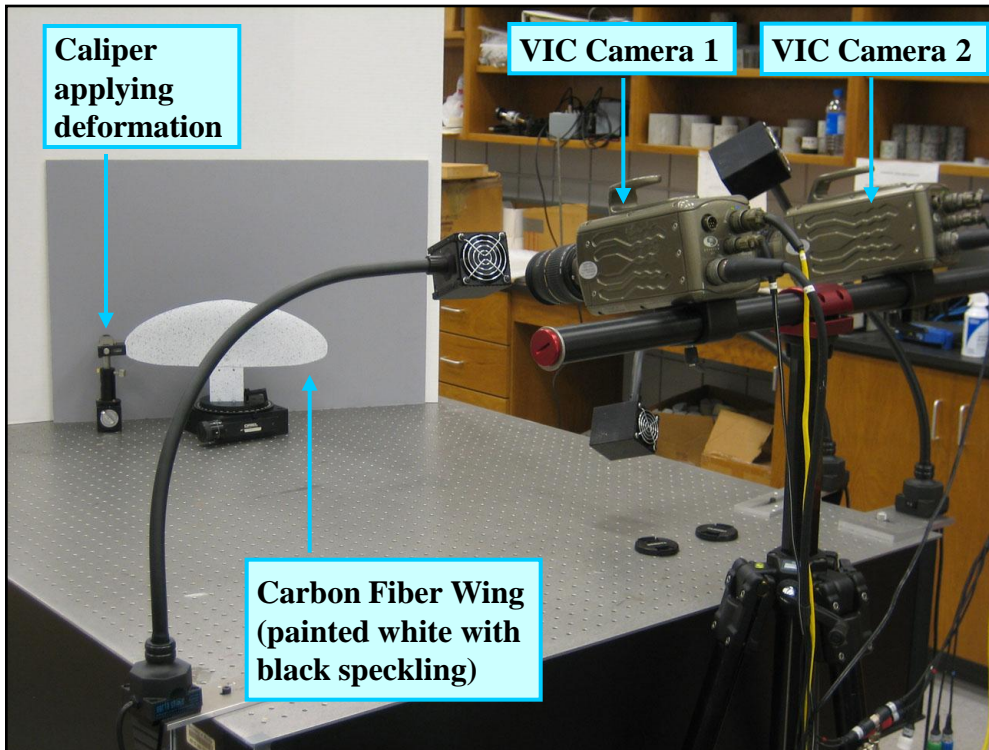 Caliper
applying
deformation
VIC Camera 1
VIC Camera 2
Carbon Fiber Wing
(painted white with
black speckling)